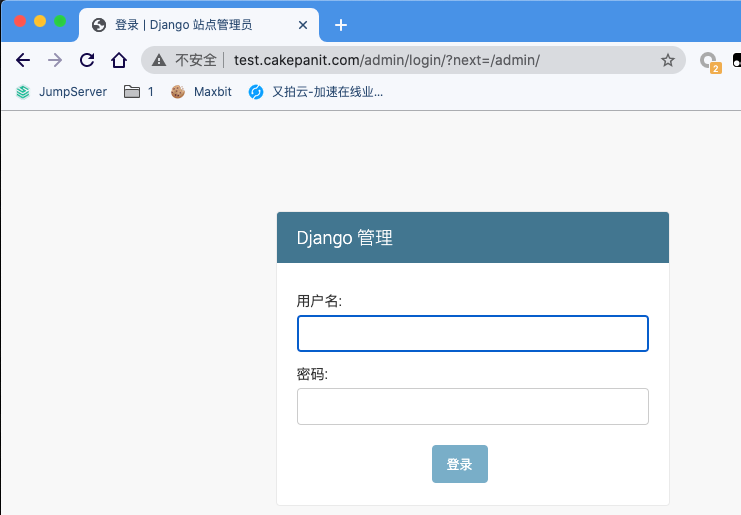 登录 | Django 站点管理员
不安全 test.cakepanit.com/admin/login/?next=/admin/
2
JumpServer 1 Maxbit 又拍云-加速在线业...
Django 管理
用户名:
密码:
登录